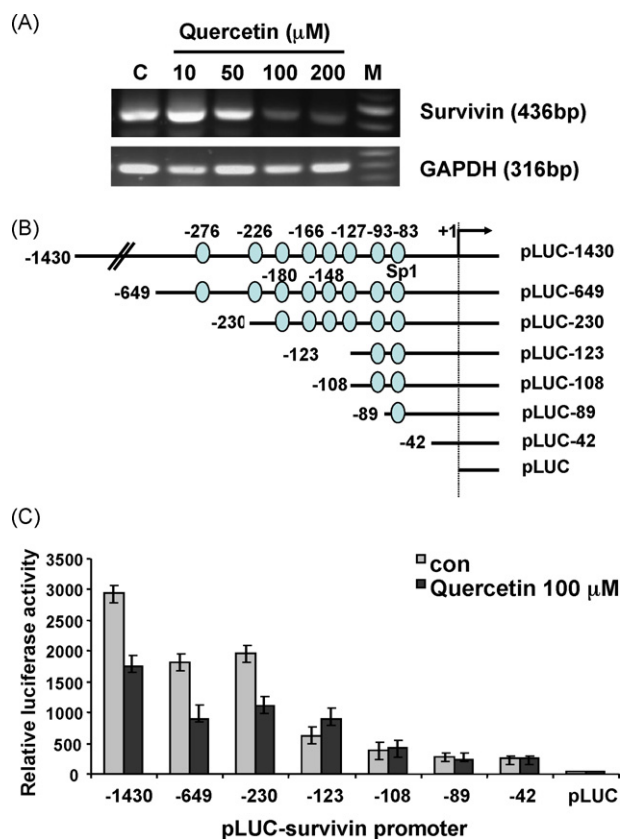 (A)
Quercetin (μM)
C 10 50 100 200 M
Survivin (436bp)
GAPDH (316bp)
(B)
-276 -226 -166 -127 -93 -83 +1
-1430 pLUC-1430
-180 -148 Sp1
-649 pLUC-649
-230 pLUC-230
-123 pLUC-123
-108 pLUC-108
-89 pLUC-89
-42 pLUC-42
pLUC
(C)
Relative luciferase activity
3500
3000
2500
2000
1500
1000
500
0
con
Quercetin 100 μM
-1430 -649 -230 -123 -108 -89 -42 pLUC
pLUC-survivin promoter